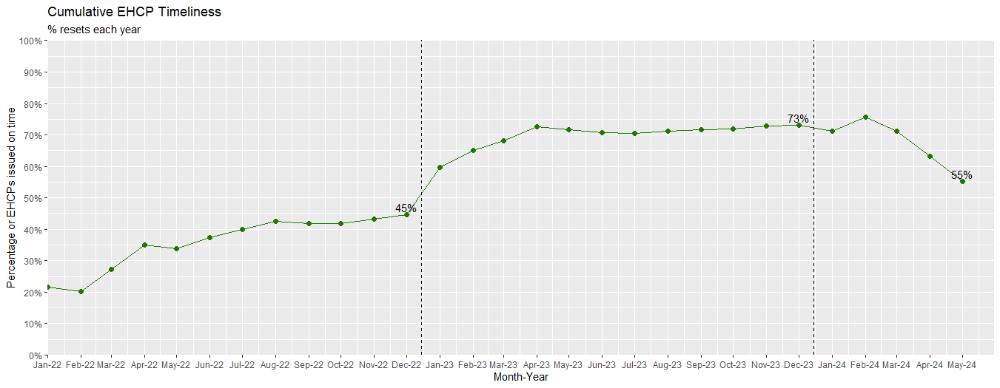 Cumulative EHCP Timeliness
% resets each year
100%
90%
80%
70%
60%
50%
40%
30%
20%
10%
0%
Percentage or EHCPs issued on time
45%
73%
55%
Jan-22 Feb-22 Mar-22 Apr-22 May-22 Jun-22 Jul-22 Aug-22 Sep-22 Oct-22 Nov-22 Dec-22 Jan-23 Feb-23 Mar-23 Apr-23 May-23 Jun-23 Jul-23 Aug-23 Sep-23 Oct-23 Nov-23 Dec-23 Jan-24 Feb-24 Mar-24 Apr-24 May-24
Month-Year